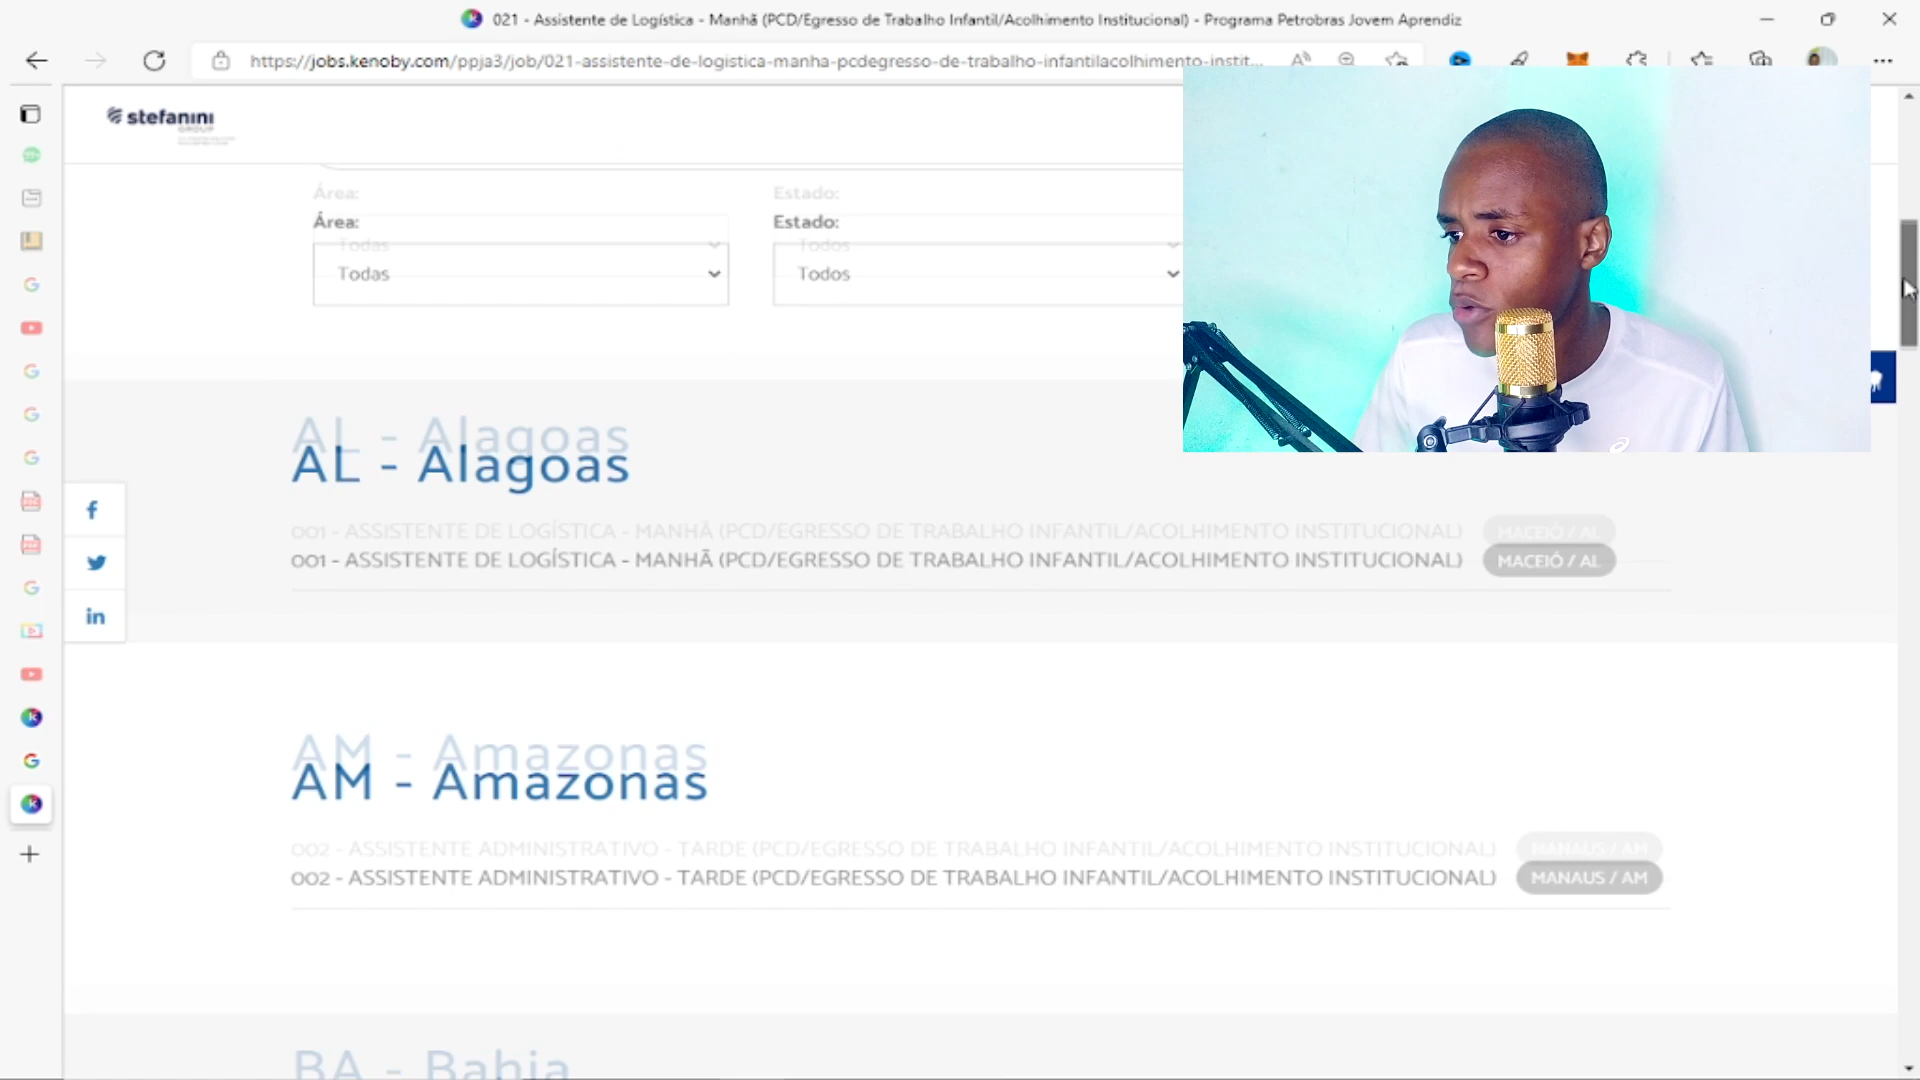 021 - Assistente de Logística - Manhã (PCD/Egresso de Trabalho Infantil/Acolhimento Institucional) - Programa Petrobras Jovem Aprendiz
https://jobs.kenoby.com/ppja3/job/021-assistente-de-logistica-manha-pcdegresso-de-trabalho-infantilacolhimento-instit...
stefanini
GROUP
Área:
Estado:
Área:
Estado:
Todas
Todos
Todas
Todos
AL - Alagoas
AL - Alagoas
001 - ASSISTENTE DE LOGÍSTICA - MANHÃ (PCD/EGRESSO DE TRABALHO INFANTIL/ACOLHIMENTO INSTITUCIONAL) MACEIÓ / AL
001 - ASSISTENTE DE LOGÍSTICA - MANHÃ (PCD/EGRESSO DE TRABALHO INFANTIL/ACOLHIMENTO INSTITUCIONAL) MACEIÓ / AL
AM - Amazonas
AM - Amazonas
002 - ASSISTENTE ADMINISTRATIVO - TARDE (PCD/EGRESSO DE TRABALHO INFANTIL/ACOLHIMENTO INSTITUCIONAL) MANAUS / AM
002 - ASSISTENTE ADMINISTRATIVO - TARDE (PCD/EGRESSO DE TRABALHO INFANTIL/ACOLHIMENTO INSTITUCIONAL) MANAUS / AM
BA - Bahia